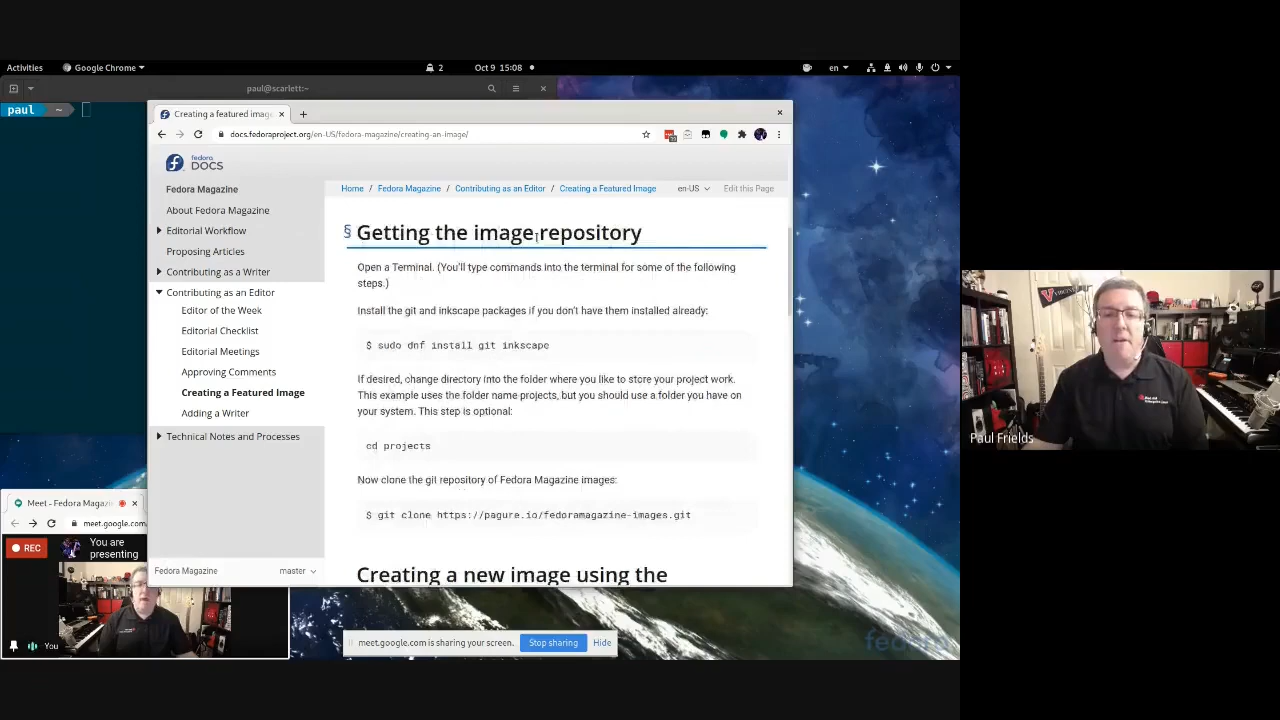 Activities
Google Chrome
2
Oct 9 15:08
en
paul@scarlett:~
paul ~
Creating a featured imag
docs.fedoraproject.org/en-US/fedora-magazine/creating-an-image/
fedora
DOCS
Fedora Magazine
About Fedora Magazine
Editorial Workflow
Proposing Articles
Contributing as a Writer
Contributing as an Editor
Editor of the Week
Editorial Checklist
Editorial Meetings
Approving Comments
Creating a Featured Image
Adding a Writer
Technical Notes and Processes
Fedora Magazine
master
Home / Fedora Magazine / Contributing as an Editor / Creating a Featured Image
en-US
Edit this Page
§ Getting the image repository
Open a Terminal. (You'll type commands into the terminal for some of the following
steps.)
Install the git and inkscape packages if you don't have them installed already:
$ sudo dnf install git inkscape
If desired, change directory into the folder where you like to store your project work.
This example uses the folder name projects, but you should use a folder you have on
your system. This step is optional:
cd projects
Now clone the git repository of Fedora Magazine images:
$ git clone https://pagure.io/fedoramagazine-images.git
Creating a new image using the
Meet - Fedora Magazi
meet.google.com
REC
You are
presenting
You
meet.google.com is sharing your screen.
Stop sharing
Hide
fedora
Paul Frields